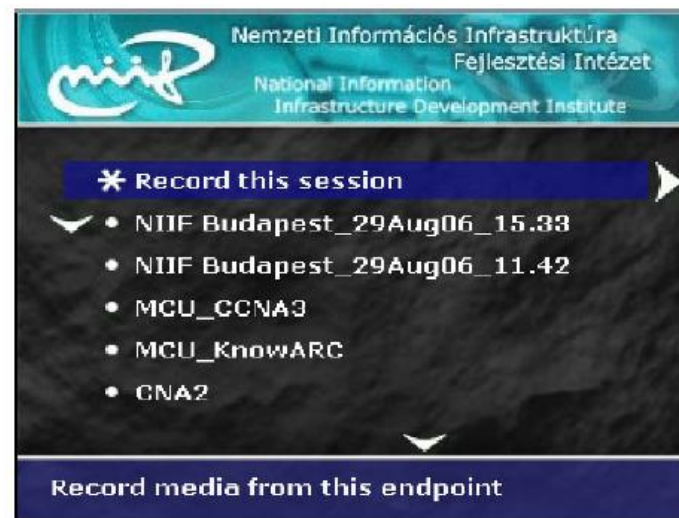 niif
Nemzeti Információs Infrastruktúra
Fejlesztési Intézet
National Information
Infrastructure Development Institute
Record this session
NIIF Budapest_29Aug06_15.33
NIIF Budapest_29Aug06_11.42
MCU_CCNA3
MCU_KnowARC
CNA2
Record media from this endpoint